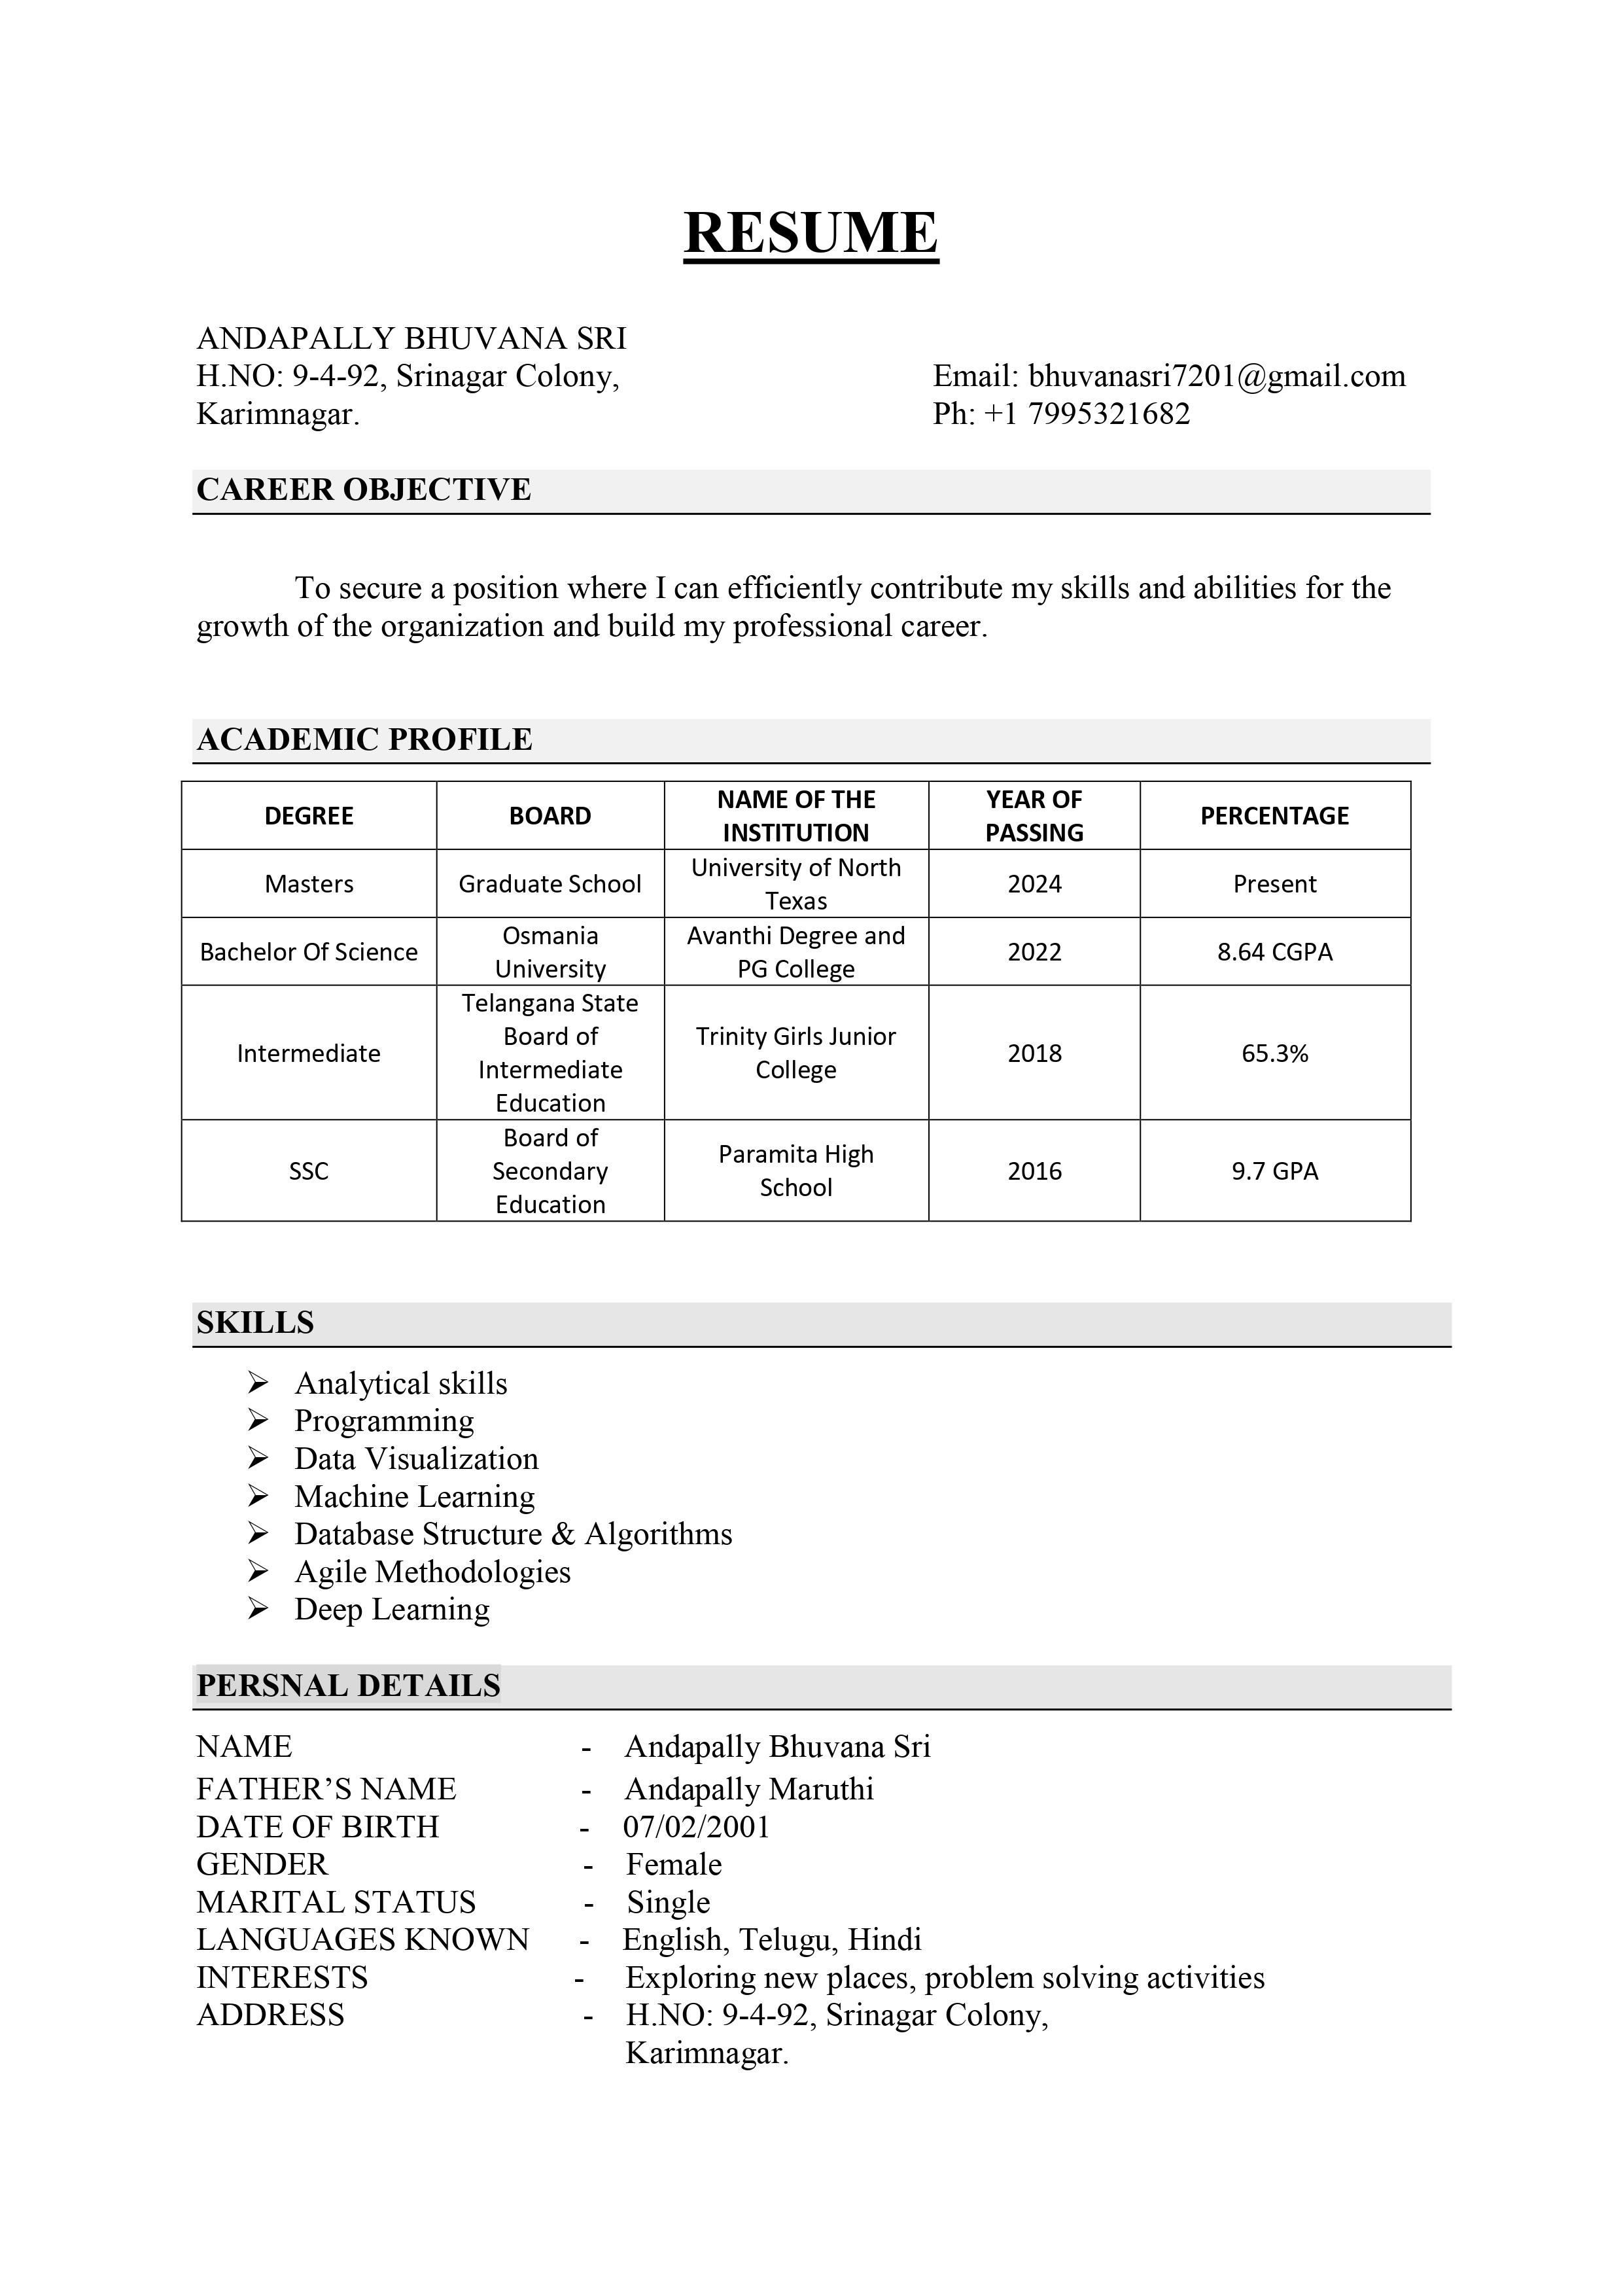 RESUME
ANDAPALLY BHUVANA SRI
H.NO: 9-4-92, Srinagar Colony, Email: bhuvanasri7201@gmail.com
Karimnagar. Ph: +1 7995321682
CAREER OBJECTIVE
To secure a position where I can efficiently contribute my skills and abilities for the
growth of the organization and build my professional career.
ACADEMIC PROFILE
DEGREE BOARD NAME OF THE INSTITUTION YEAR OF PASSING PERCENTAGE
Masters Graduate School University of North Texas 2024 Present
Bachelor Of Science Osmania University Avanthi Degree and PG College 2022 8.64 CGPA
Intermediate Telangana State Board of Intermediate Education Trinity Girls Junior College 2018 65.3%
SSC Board of Secondary Education Paramita High School 2016 9.7 GPA
SKILLS
➢ Analytical skills
➢ Programming
➢ Data Visualization
➢ Machine Learning
➢ Database Structure & Algorithms
➢ Agile Methodologies
➢ Deep Learning
PERSNAL DETAILS
NAME - Andapally Bhuvana Sri
FATHER’S NAME - Andapally Maruthi
DATE OF BIRTH - 07/02/2001
GENDER - Female
MARITAL STATUS - Single
LANGUAGES KNOWN - English, Telugu, Hindi
INTERESTS - Exploring new places, problem solving activities
ADDRESS - H.NO: 9-4-92, Srinagar Colony,
Karimnagar.